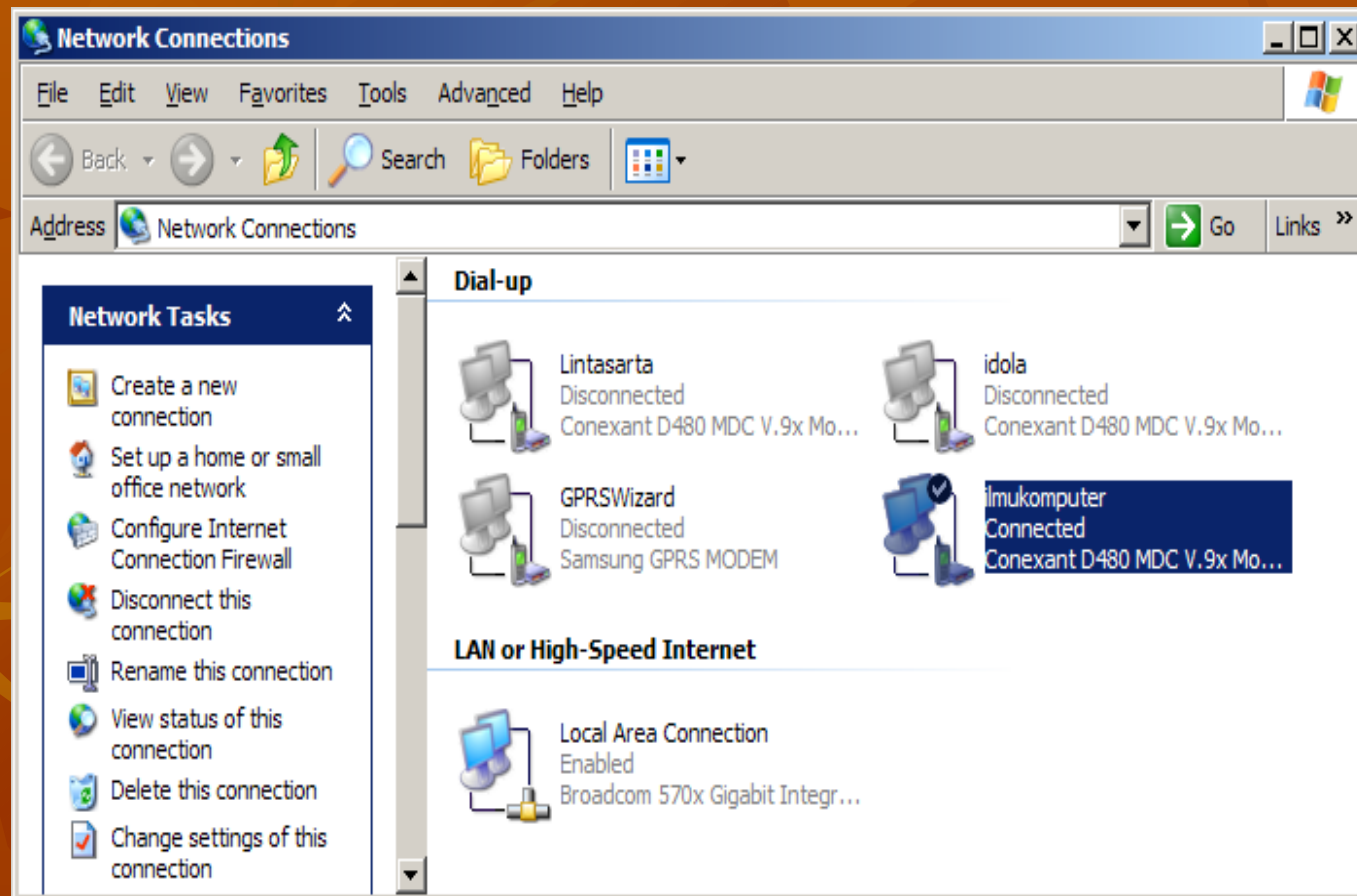 Network Connections
File Edit View Favorites Tools Advanced Help
Back Search Folders
Address Network Connections Go Links »
Network Tasks
Create a new
connection
Set up a home or small
office network
Configure Internet
Connection Firewall
Disconnect this
connection
Rename this connection
View status of this
connection
Delete this connection
Change settings of this
connection
Dial-up
Lintasarta
Disconnected
Conexant D480 MDC V.9x Mo...
idola
Disconnected
Conexant D480 MDC V.9x Mo...
GPRSWizard
Disconnected
Samsung GPRS MODEM
ilmukomputer
Connected
Conexant D480 MDC V.9x Mo...
LAN or High-Speed Internet
Local Area Connection
Enabled
Broadcom 570x Gigabit Integr...